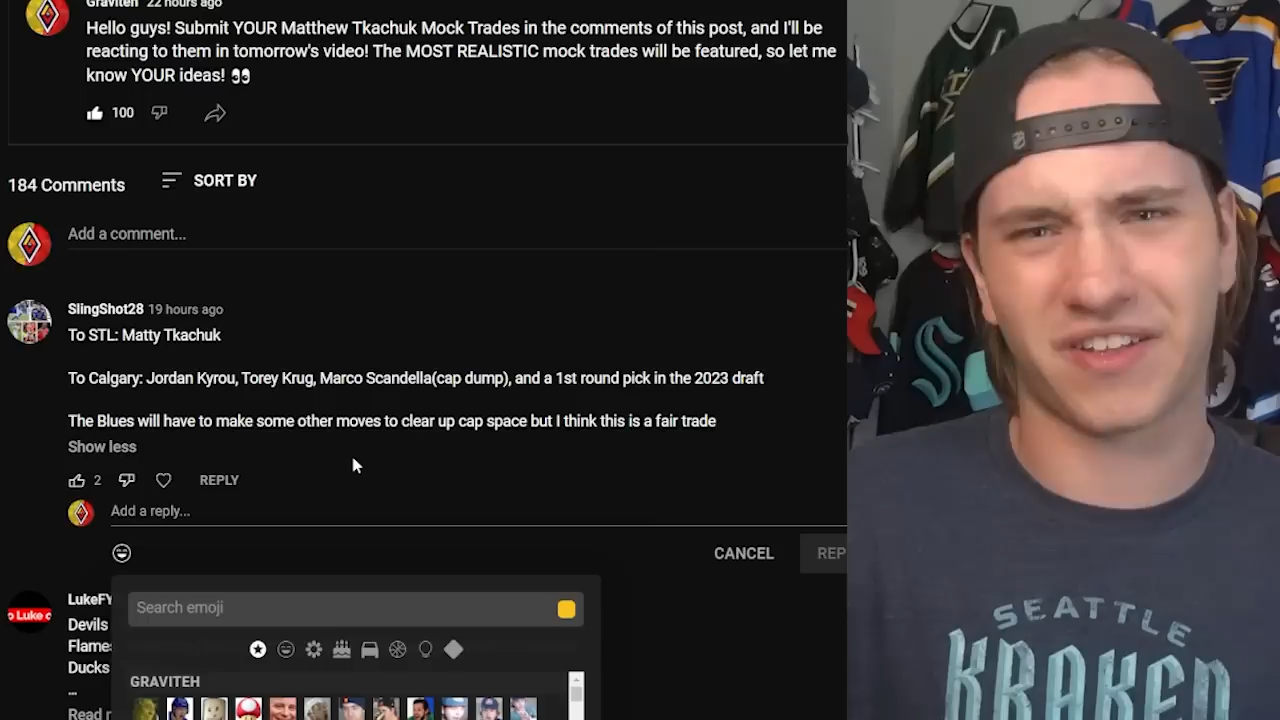 Graviteh 22 hours ago
Hello guys! Submit YOUR Matthew Tkachuk Mock Trades in the comments of this post, and I'll be
reacting to them in tomorrow's video! The MOST REALISTIC mock trades will be featured, so let me
know YOUR ideas! 👀
100
184 Comments
SORT BY
Add a comment...
SlingShot28 19 hours ago
To STL: Matty Tkachuk
To Calgary: Jordan Kyrou, Torey Krug, Marco Scandella(cap dump), and a 1st round pick in the 2023 draft
The Blues will have to make some other moves to clear up cap space but I think this is a fair trade
Show less
2
REPLY
Add a reply...
CANCEL
REP
Luke
LukeFY
Devils
Flame
Ducks
...
Read r
Search emoji
GRAVITEH
SEATTLE
KRAKEN